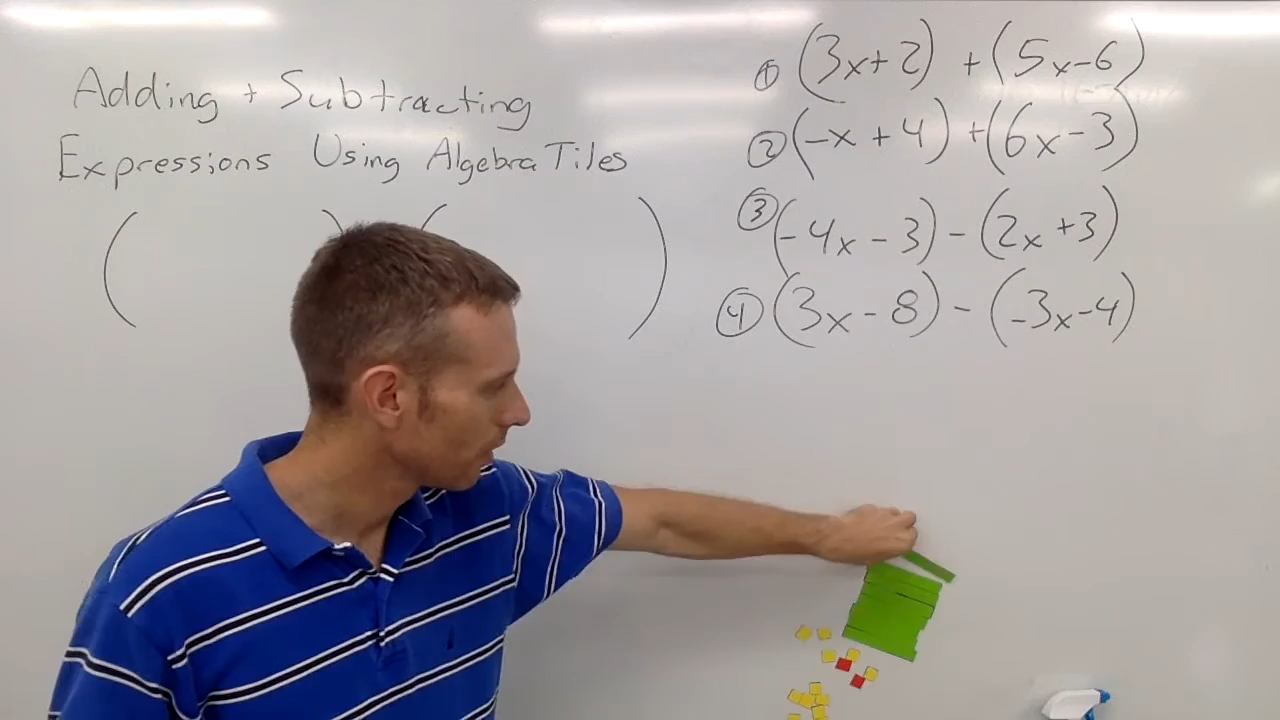 Adding + Subtracting
Expressions Using Algebra Tiles
( ) ( )
① (3x+2) + (5x-6)
② (-x + 4) + (6x-3)
③ (-4x - 3) - (2x +3)
④ (3x - 8) - (-3x-4)